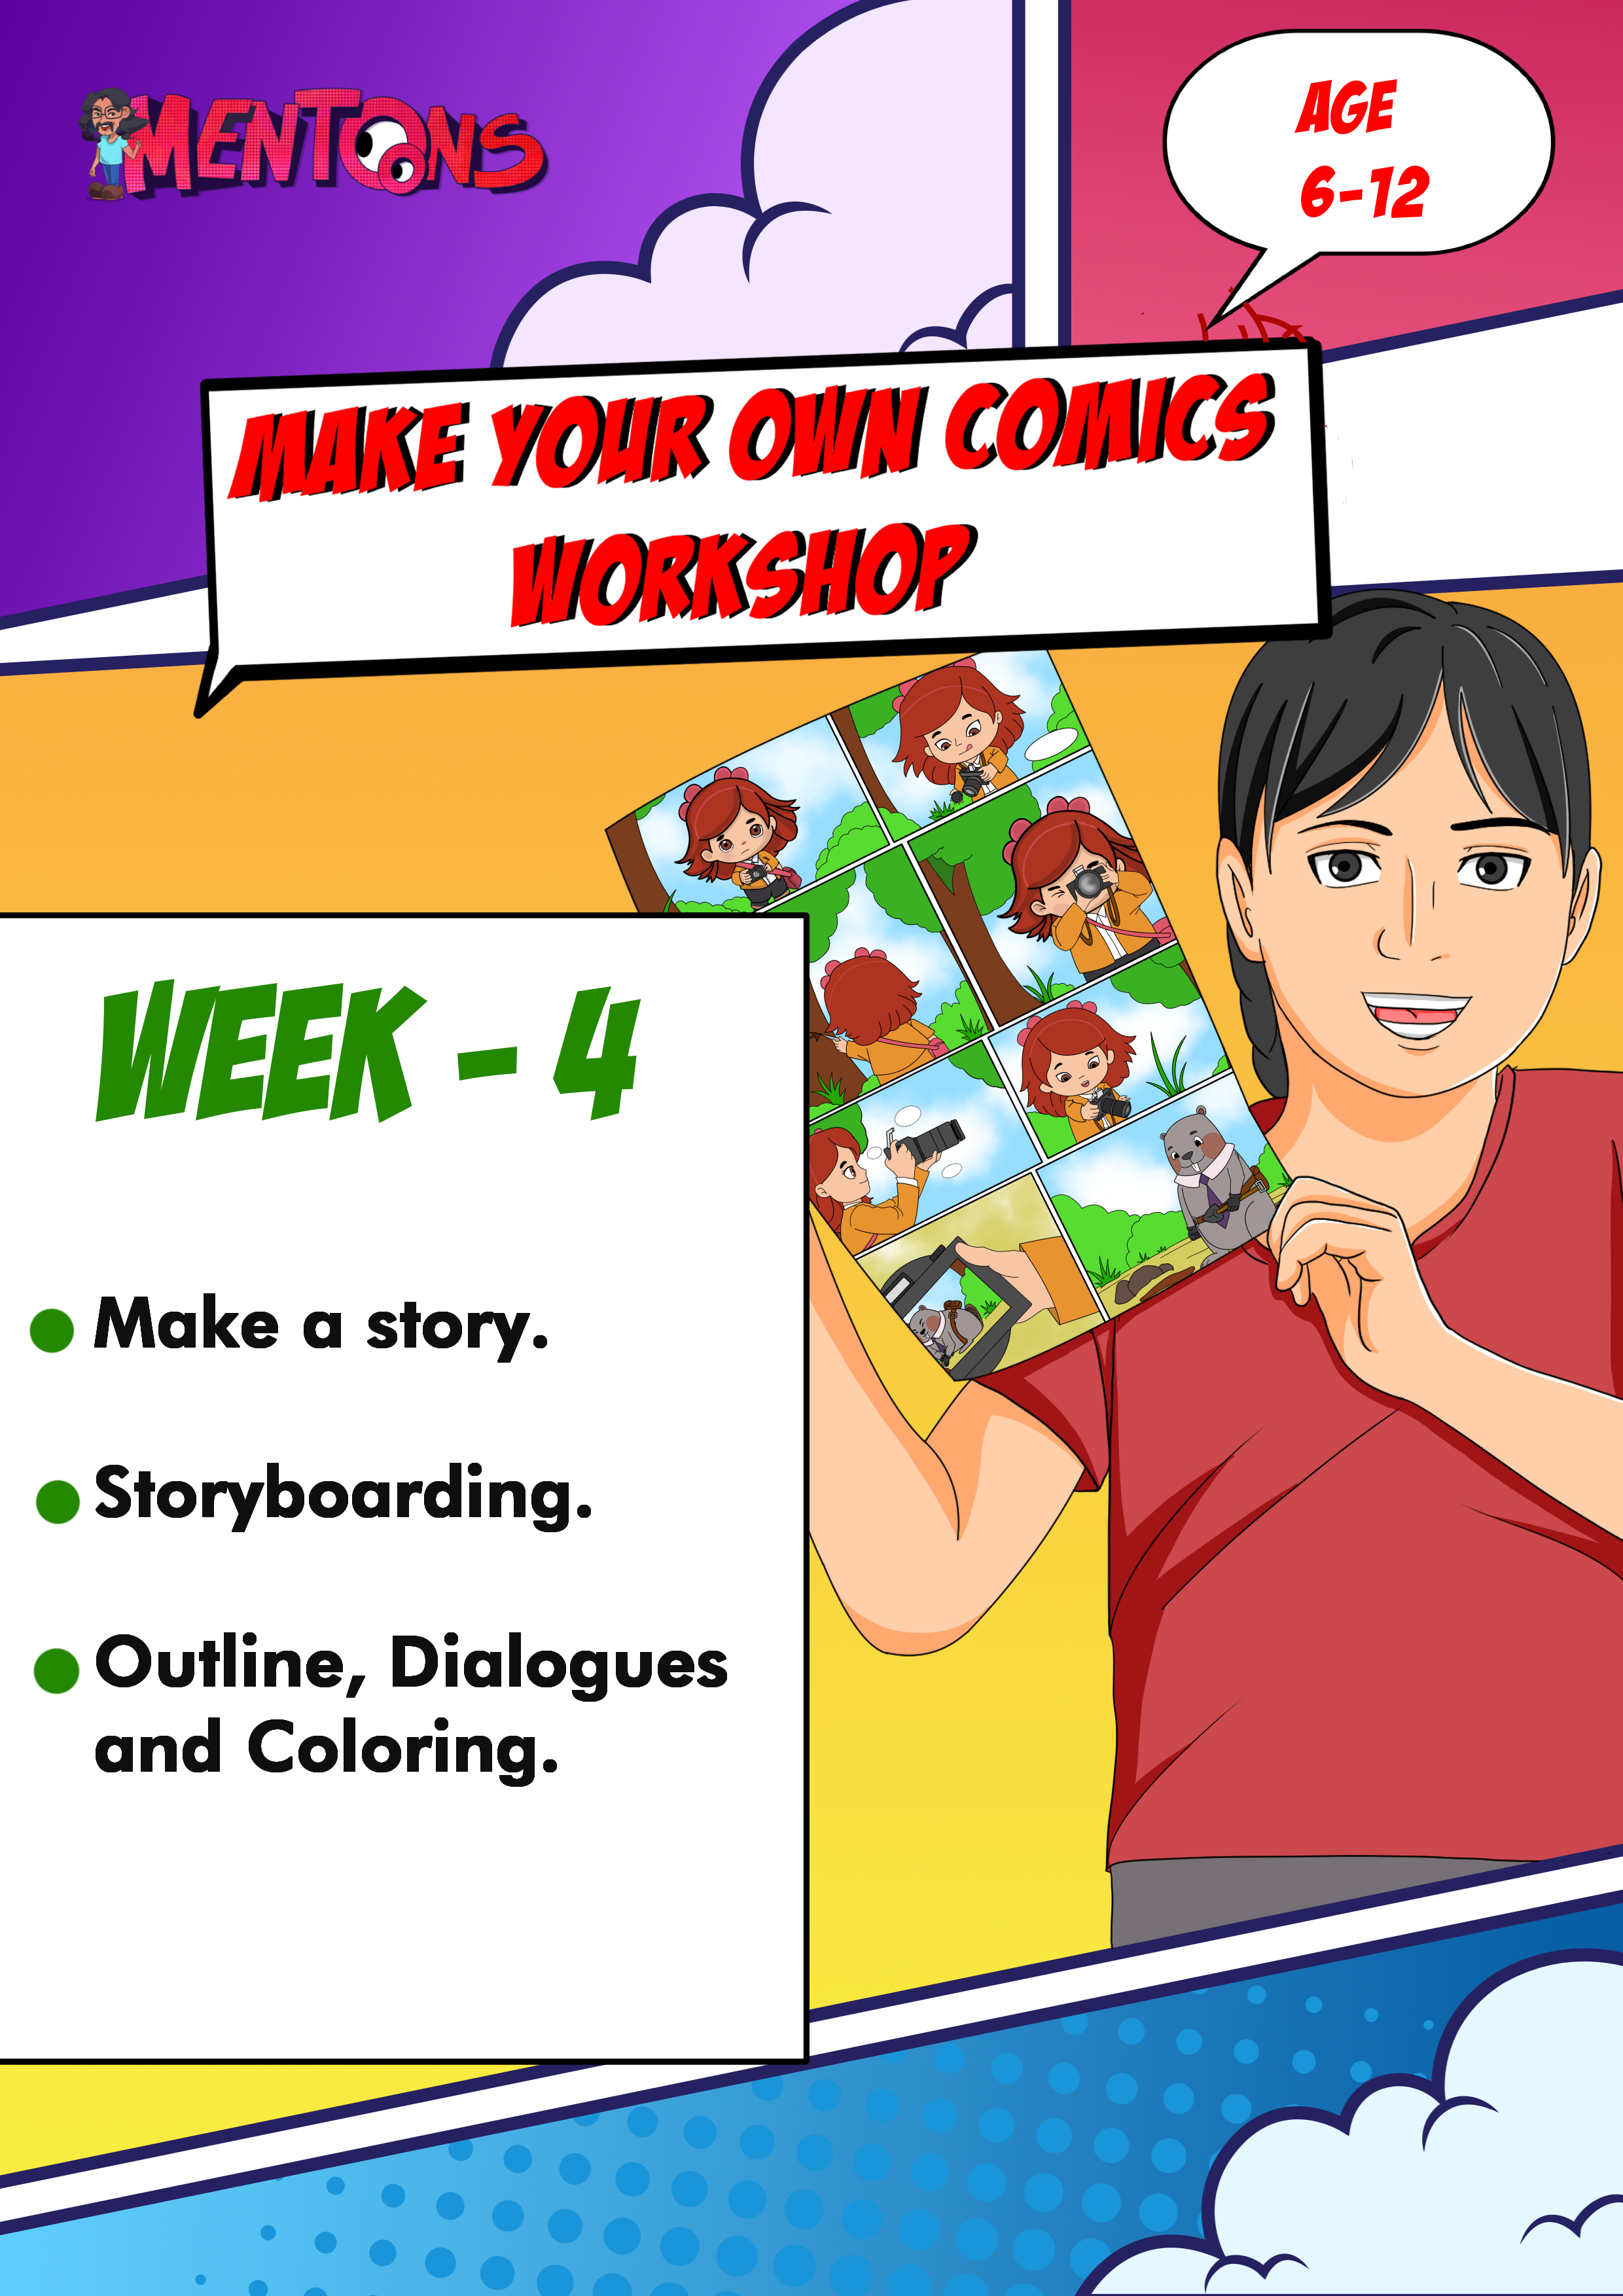 MENTOONS
AGE
6-12
MAKE YOUR OWN COMICS
WORKSHOP
WEEK - 4
Make a story.
Storyboarding.
Outline, Dialogues
and Coloring.